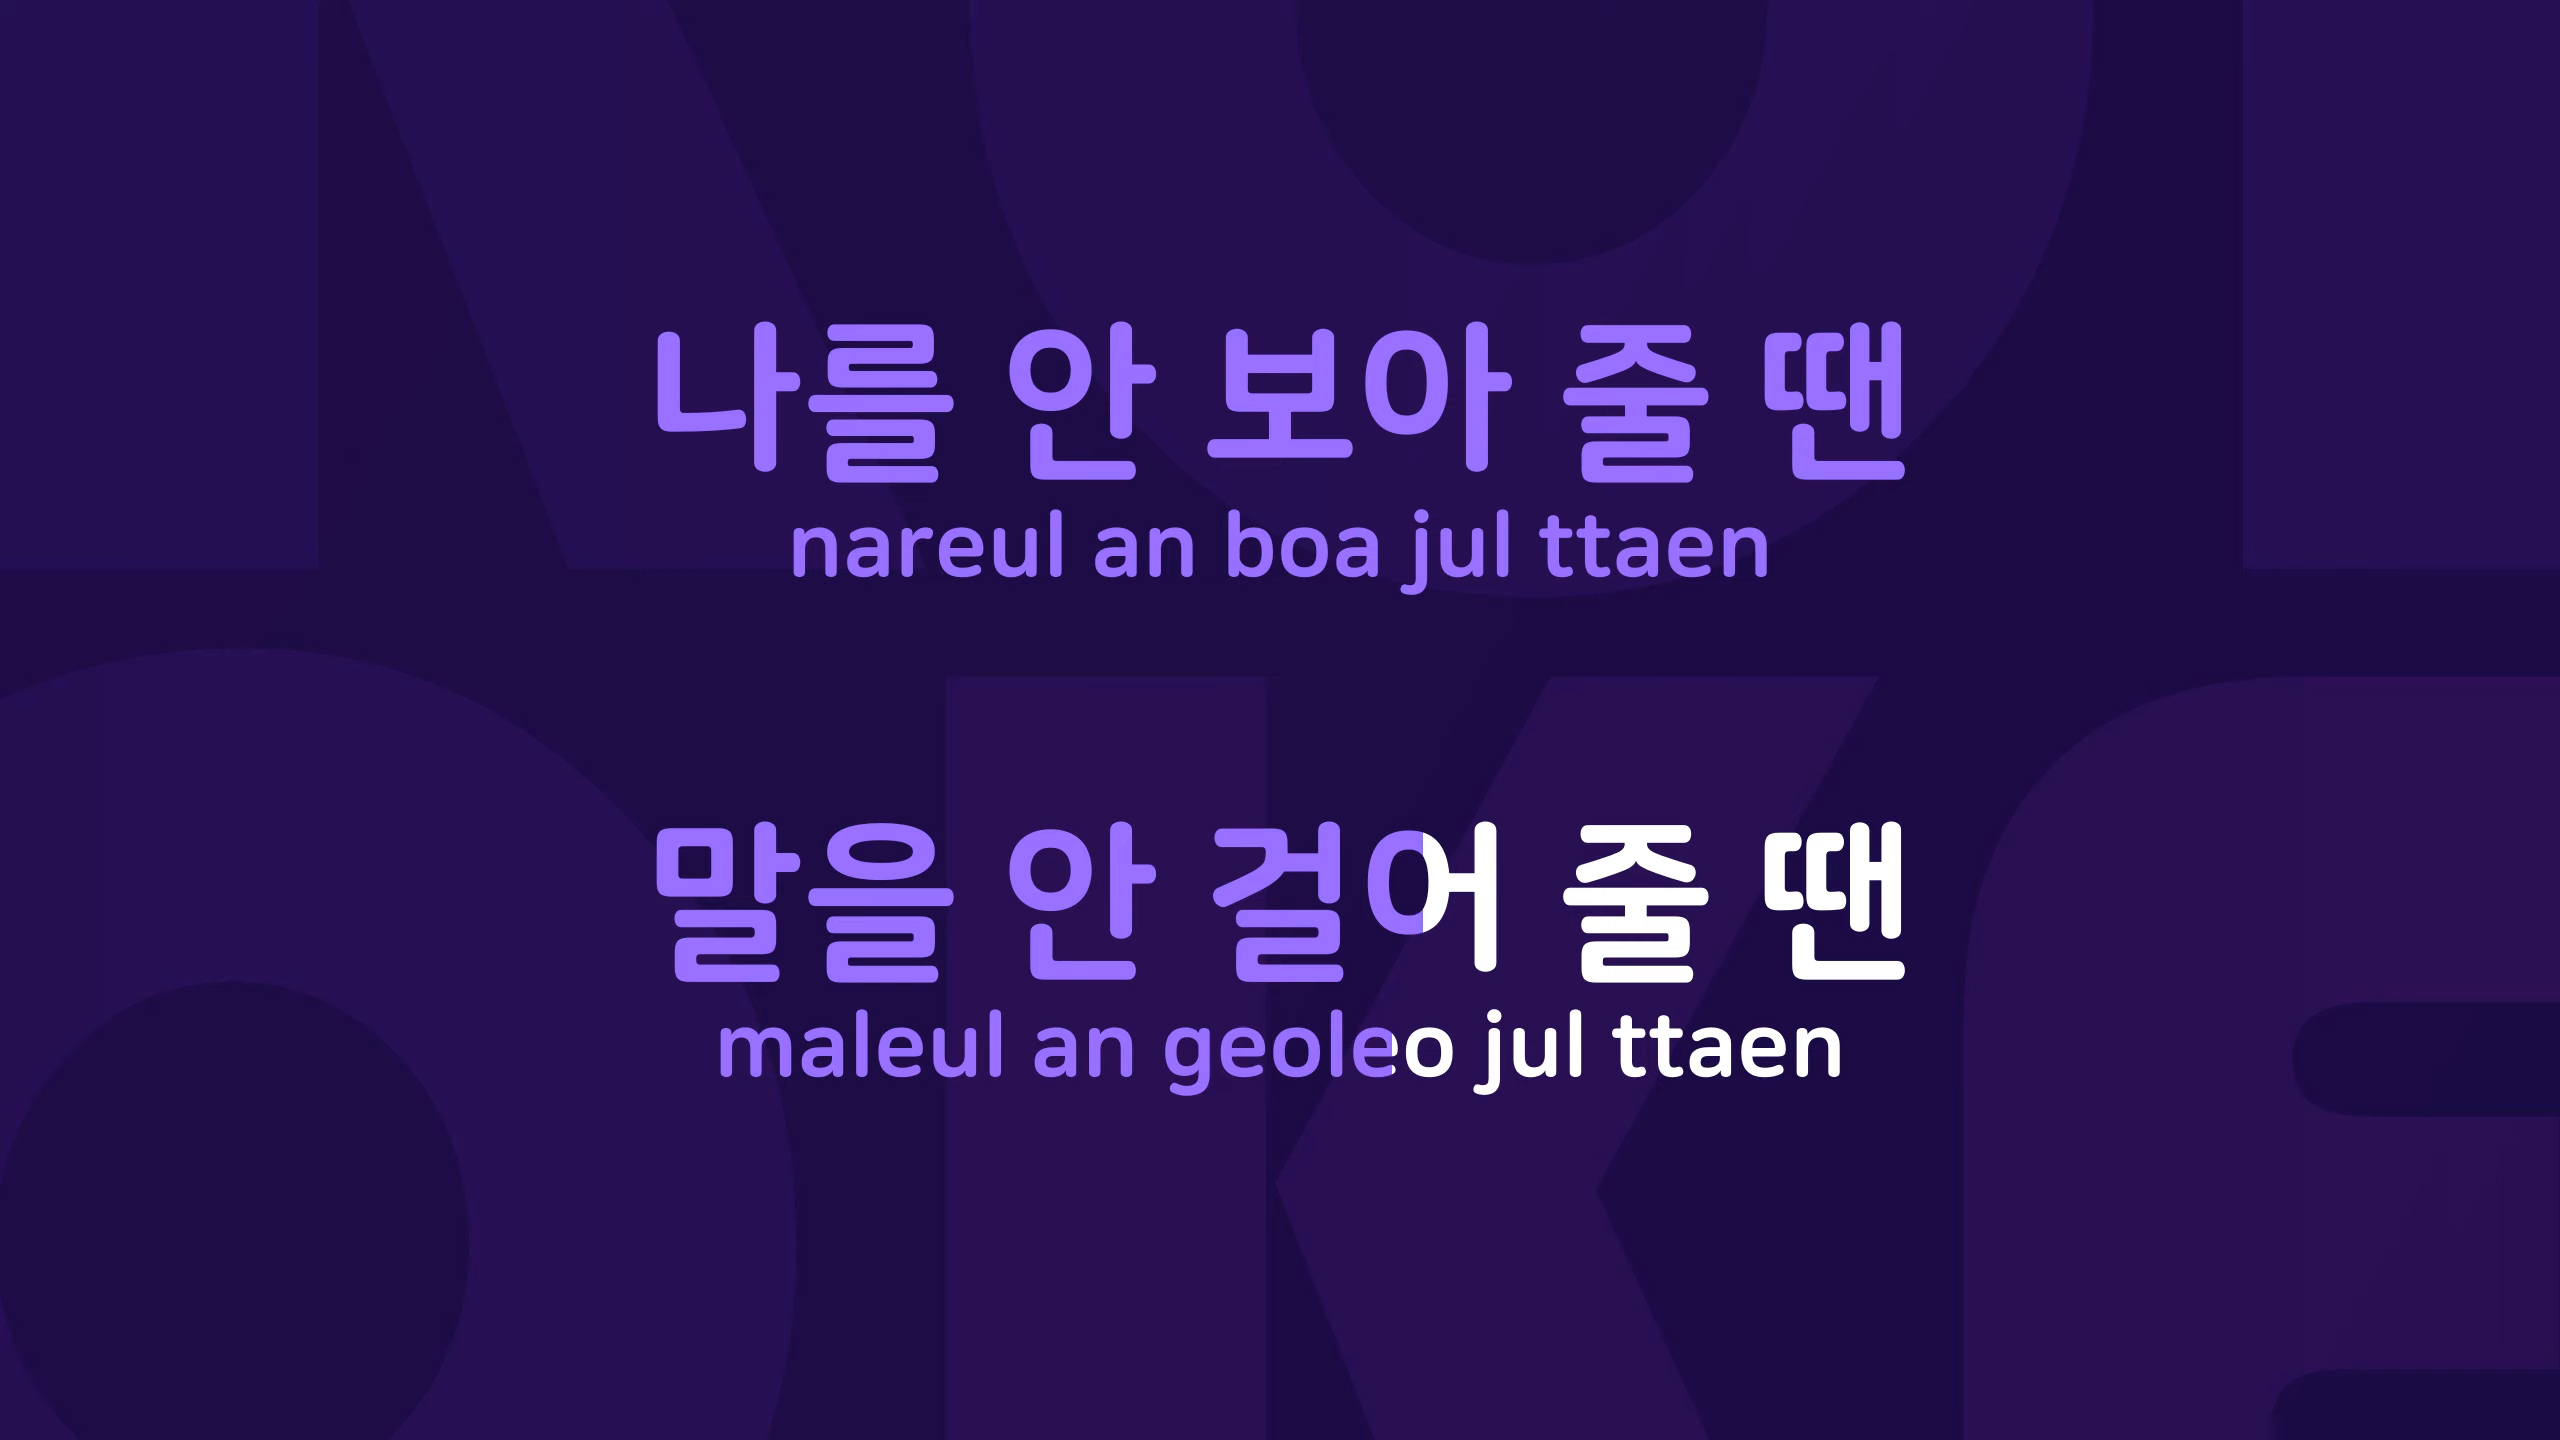 나를 안 보아 줄 땐
nareul an boa jul ttaen
말을 안 걸어 줄 땐
maleul an geoleo jul ttaen